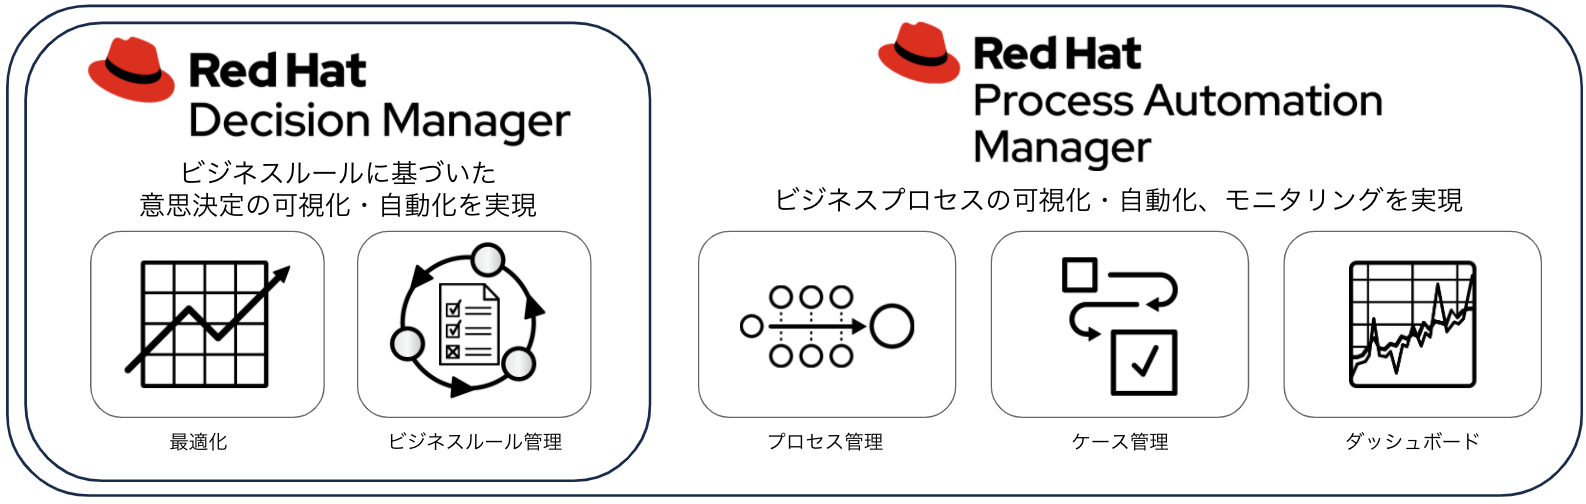 Red Hat
Decision Manager
ビジネスルールに基づいた
意思決定の可視化・自動化を実現
最適化
ビジネスルール管理
Red Hat
Process Automation
Manager
ビジネスプロセスの可視化・自動化、モニタリングを実現
プロセス管理
ケース管理
ダッシュボード